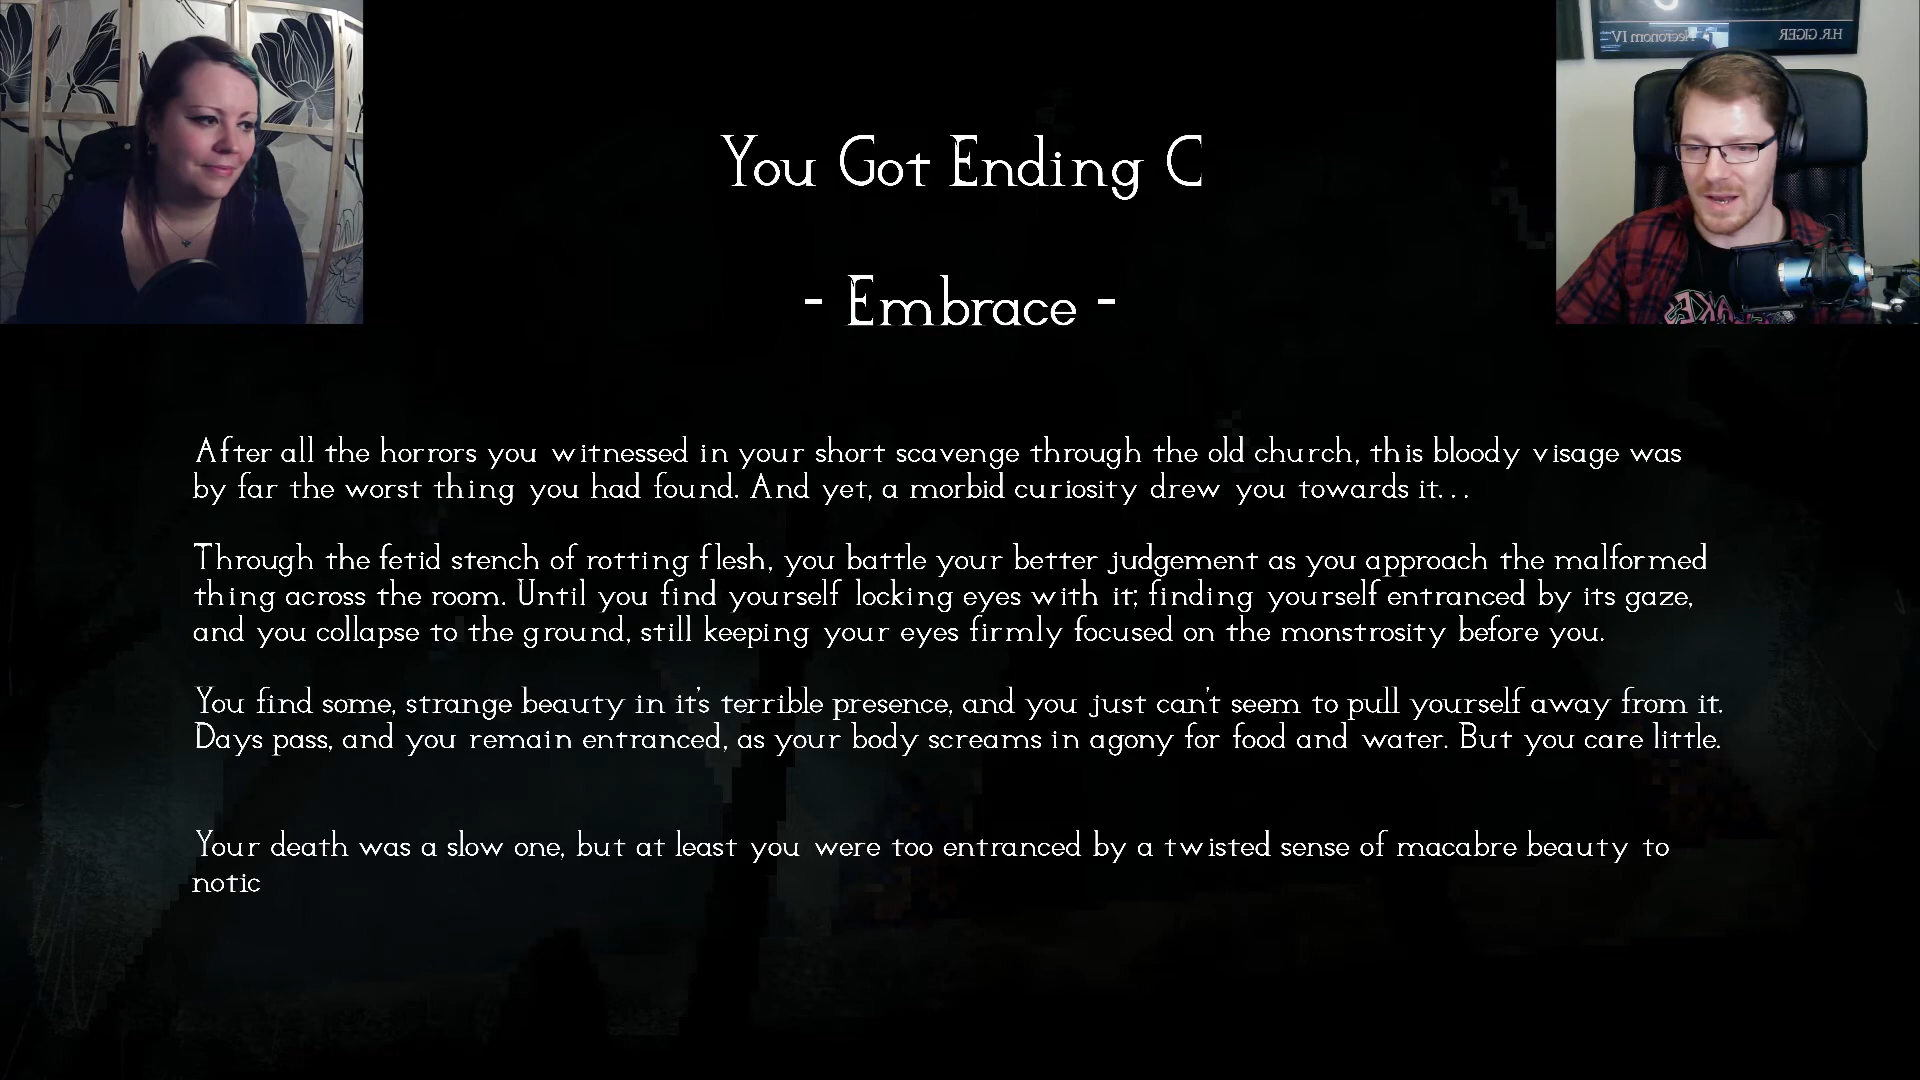 Necronom IV
H.R. GIGER
You Got Ending C
- Embrace -
After all the horrors you witnessed in your short scavenge through the old church, this bloody visage was
by far the worst thing you had found. And yet, a morbid curiosity drew you towards it...
Through the fetid stench of rotting flesh, you battle your better judgement as you approach the malformed
thing across the room. Until you find yourself locking eyes with it; finding yourself entranced by its gaze,
and you collapse to the ground, still keeping your eyes firmly focused on the monstrosity before you.
You find some, strange beauty in it's terrible presence, and you just can't seem to pull yourself away from it.
Days pass, and you remain entranced, as your body screams in agony for food and water. But you care little.
Your death was a slow one, but at least you were too entranced by a twisted sense of macabre beauty to
notic